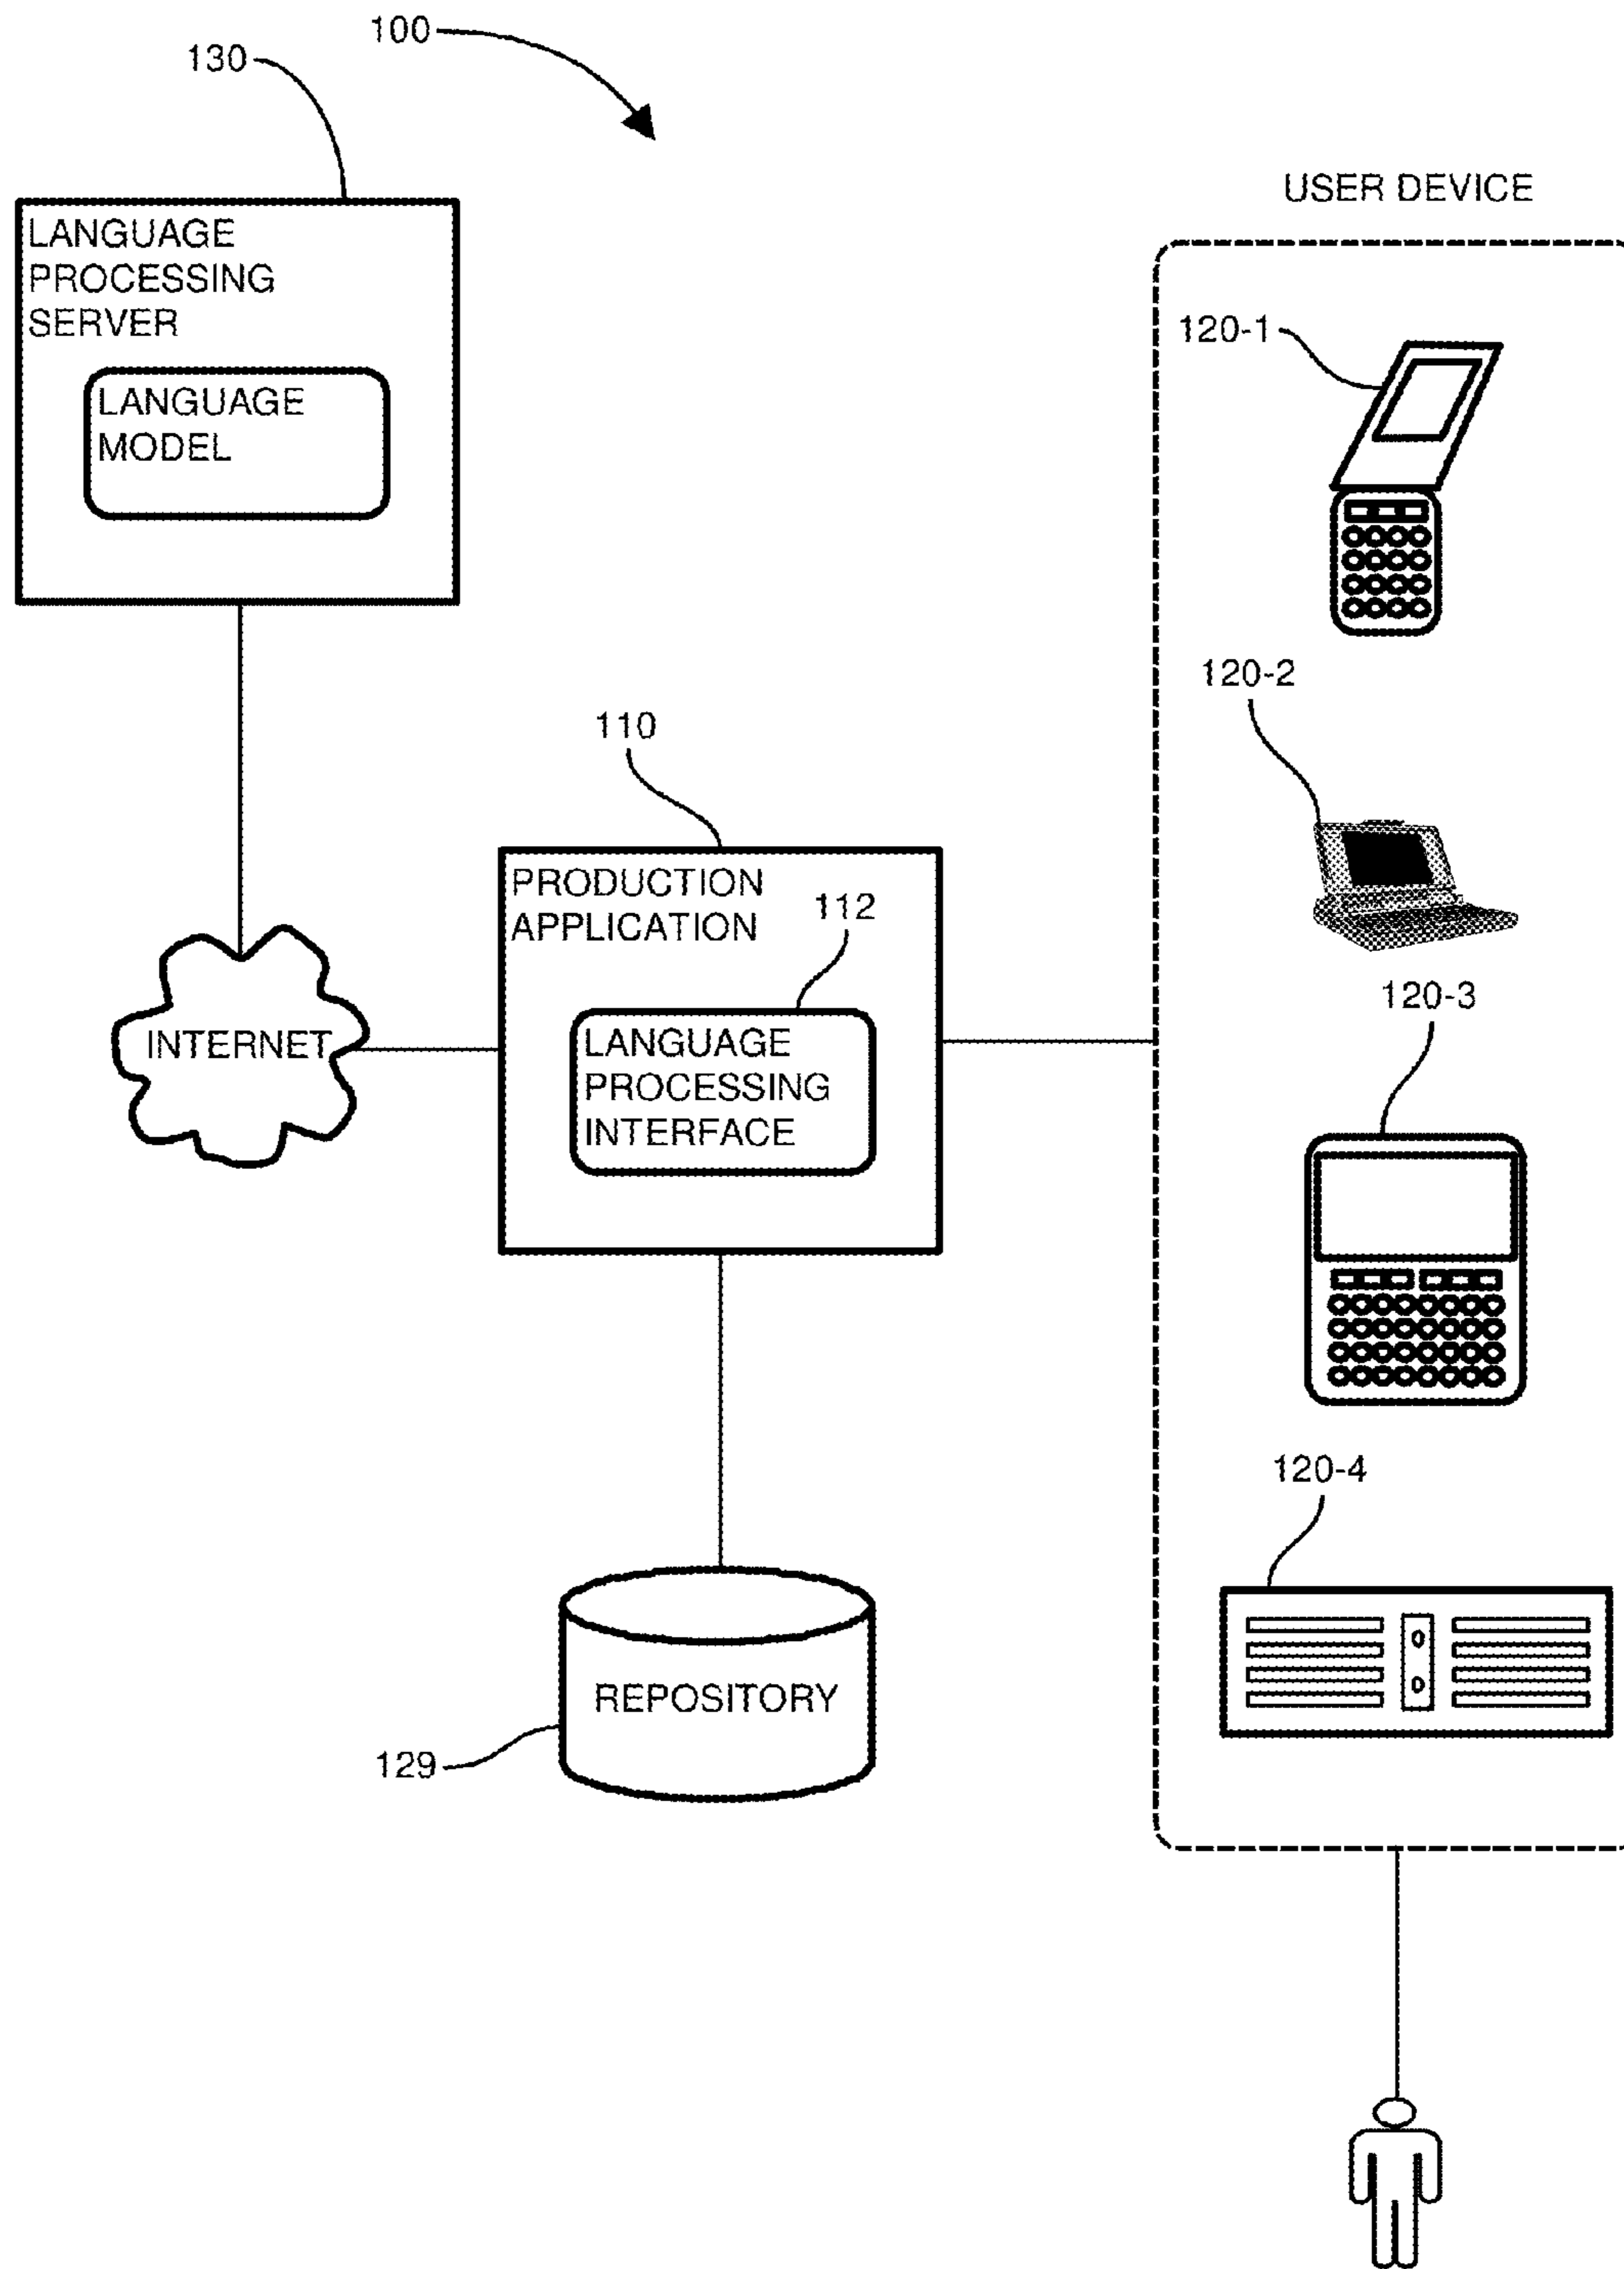 100
130
LANGUAGE
PROCESSING
SERVER
LANGUAGE
MODEL
USER DEVICE
120-1
120-2
110
PRODUCTION
APPLICATION
112
LANGUAGE
PROCESSING
INTERFACE
INTERNET
120-3
120-4
REPOSITORY
129